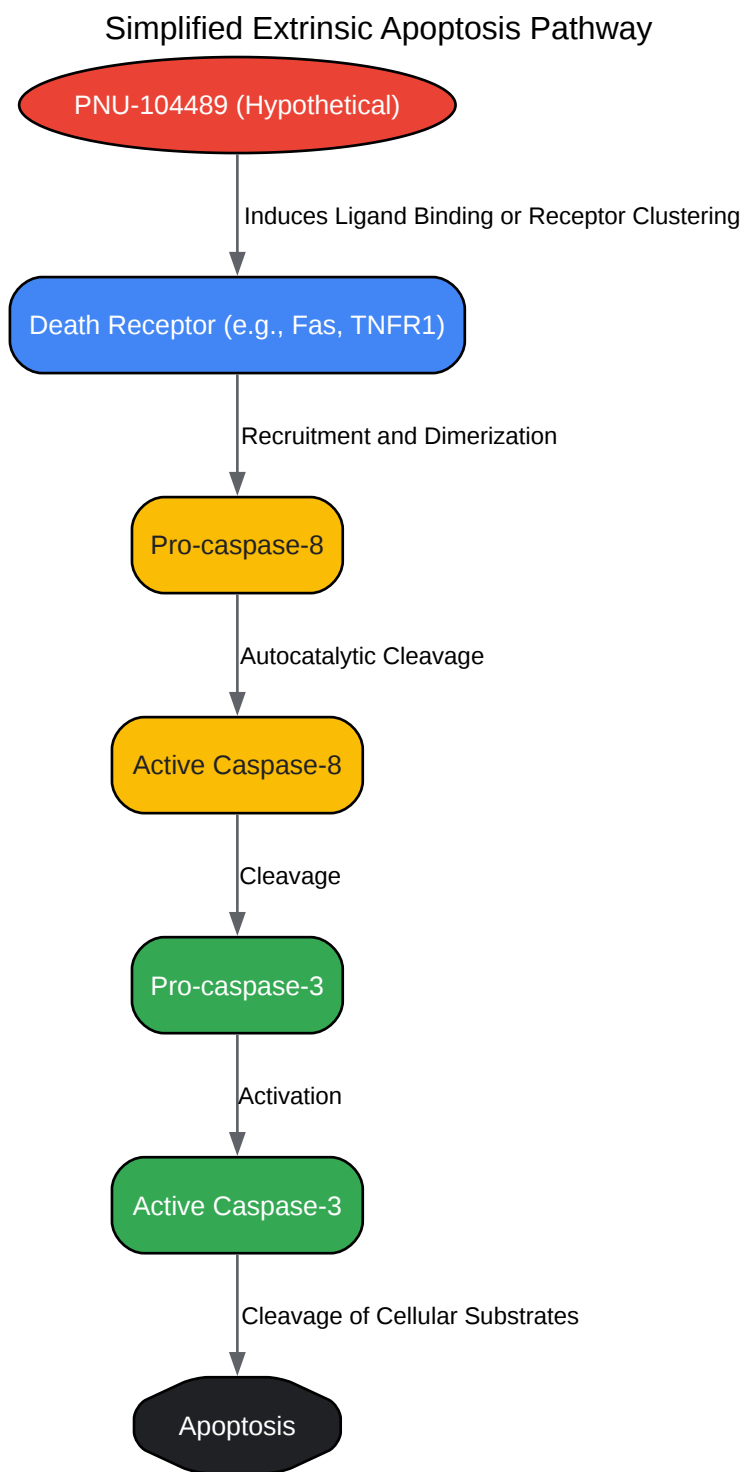 Simplified Extrinsic Apoptosis Pathway
PNU-104489 (Hypothetical)
Induces Ligand Binding or Receptor Clustering
Death Receptor (e.g., Fas, TNFR1)
Recruitment and Dimerization
Pro-caspase-8
Autocatalytic Cleavage
Active Caspase-8
Cleavage
Pro-caspase-3
Activation
Active Caspase-3
Cleavage of Cellular Substrates
Apoptosis